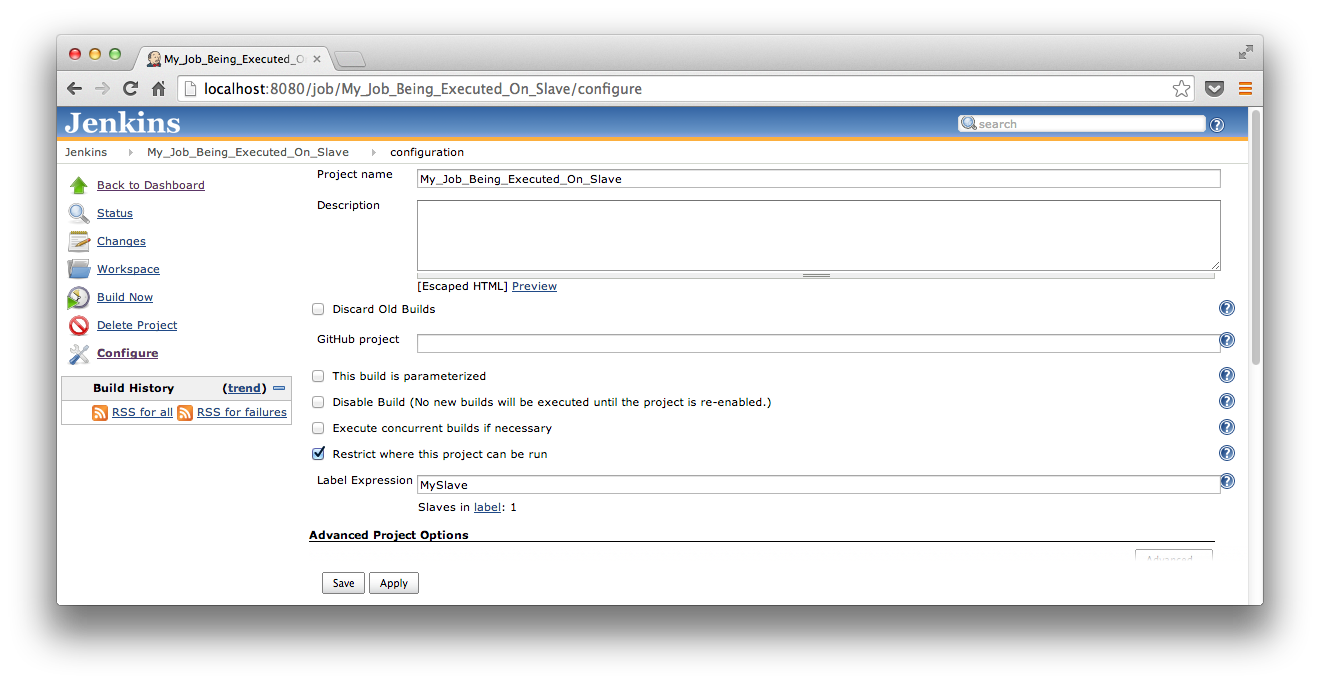 My_Job_Being_Executed_O
localhost:8080/job/My_Job_Being_Executed_On_Slave/configure
Jenkins
search
Jenkins My_Job_Being_Executed_On_Slave configuration
Back to Dashboard
Status
Changes
Workspace
Build Now
Delete Project
Configure
Build History (trend)
RSS for all RSS for failures
Project name My_Job_Being_Executed_On_Slave
Description
[Escaped HTML] Preview
Discard Old Builds
GitHub project
This build is parameterized
Disable Build (No new builds will be executed until the project is re-enabled.)
Execute concurrent builds if necessary
Restrict where this project can be run
Label Expression MySlave
Slaves in label: 1
Advanced Project Options
Advanced...
Save Apply